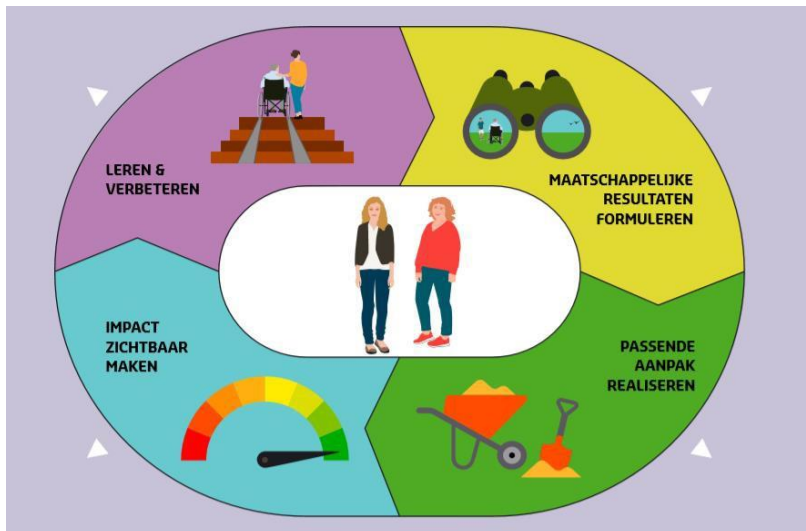 LEREN &
VERBETEREN
MAATSCHAPPELIJKE
RESULTATEN
FORMULEREN
IMPACT
ZICHTBAAR
MAKEN
PASSENDE
AANPAK
REALISEREN